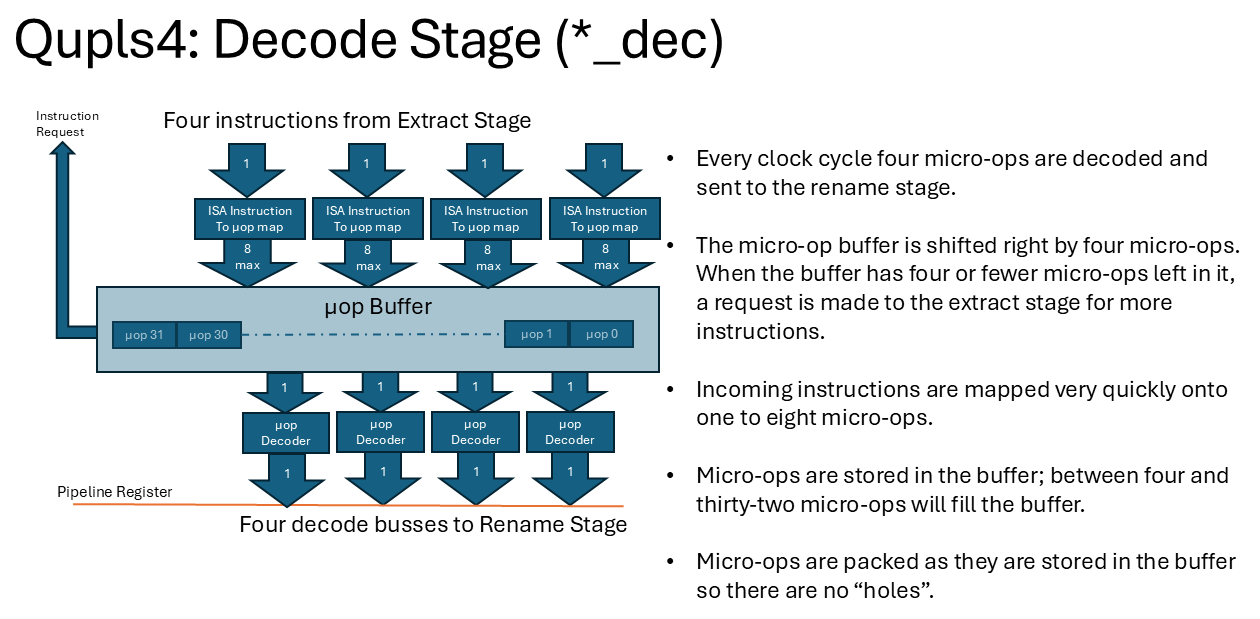 Qupls4: Decode Stage (*_dec)
Instruction
Request
Four instructions from Extract Stage
1 1 1 1
ISA Instruction
To µop map
ISA Instruction
To µop map
ISA Instruction
To µop map
ISA Instruction
To µop map
8
max
8
max
8
max
8
max
µop Buffer
µop 31 µop 30 µop 1 µop 0
1 1 1 1
µop
Decoder
µop
Decoder
µop
Decoder
µop
Decoder
1 1 1 1
Pipeline Register
Four decode busses to Rename Stage
• Every clock cycle four micro-ops are decoded and
sent to the rename stage.
• The micro-op buffer is shifted right by four micro-ops.
When the buffer has four or fewer micro-ops left in it,
a request is made to the extract stage for more
instructions.
• Incoming instructions are mapped very quickly onto
one to eight micro-ops.
• Micro-ops are stored in the buffer; between four and
thirty-two micro-ops will fill the buffer.
• Micro-ops are packed as they are stored in the buffer
so there are no “holes”.